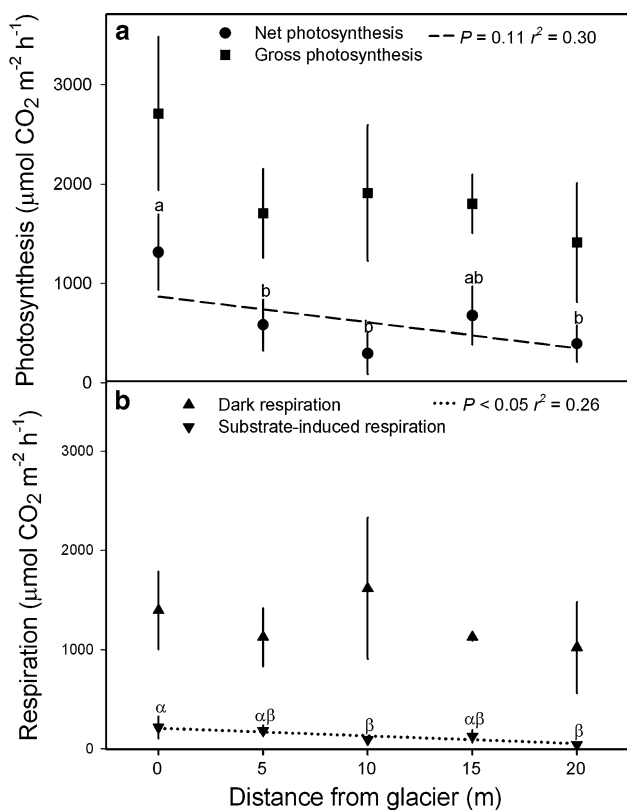 a
Net photosynthesis
Gross photosynthesis
P = 0.11 r² = 0.30
Photosynthesis (μmol CO₂ m⁻² h⁻¹)
3000
2000
1000
0
a
b
b
ab
b
b
Dark respiration
Substrate-induced respiration
P < 0.05 r² = 0.26
Respiration (μmol CO₂ m⁻² h⁻¹)
3000
2000
1000
0
α
αβ
β
αβ
β
0 5 10 15 20
Distance from glacier (m)